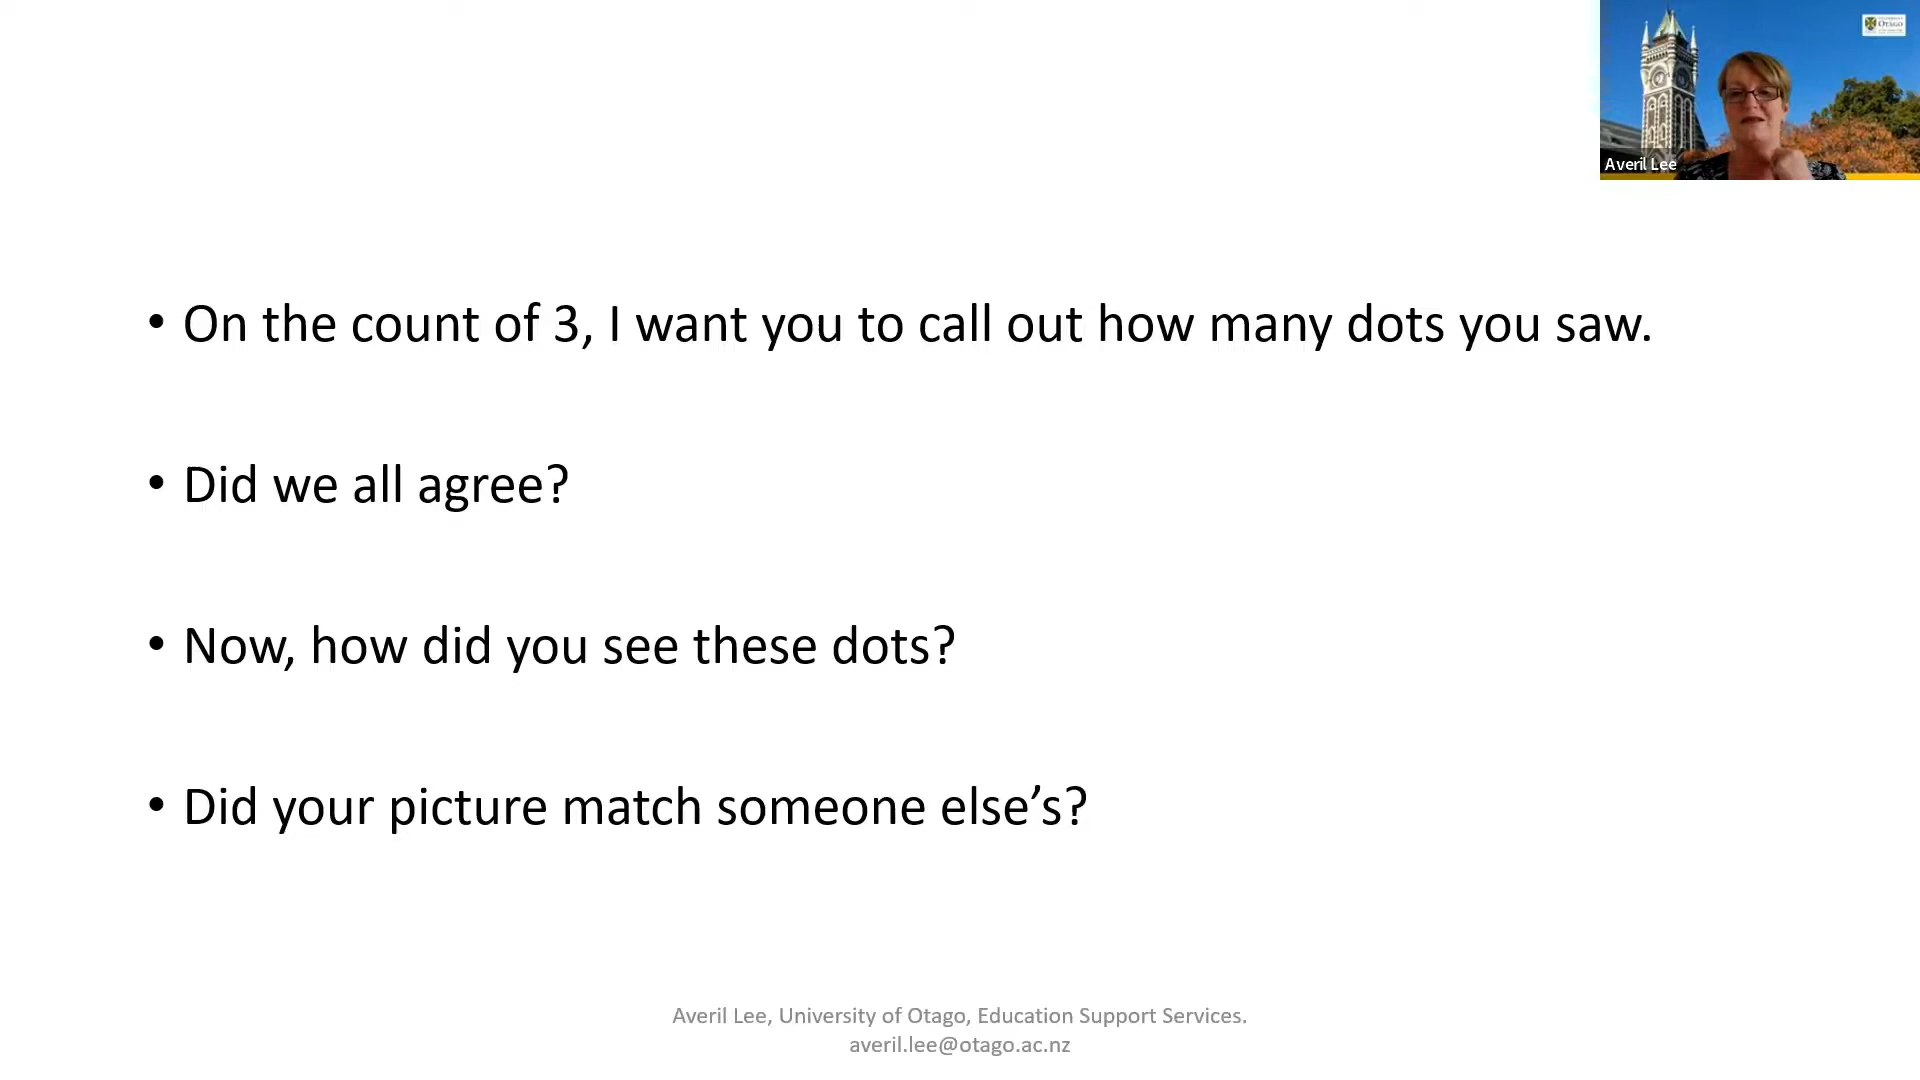 OTAGO
Averil Lee
• On the count of 3, I want you to call out how many dots you saw.
• Did we all agree?
• Now, how did you see these dots?
• Did your picture match someone else’s?
Averil Lee, University of Otago, Education Support Services.
averil.lee@otago.ac.nz